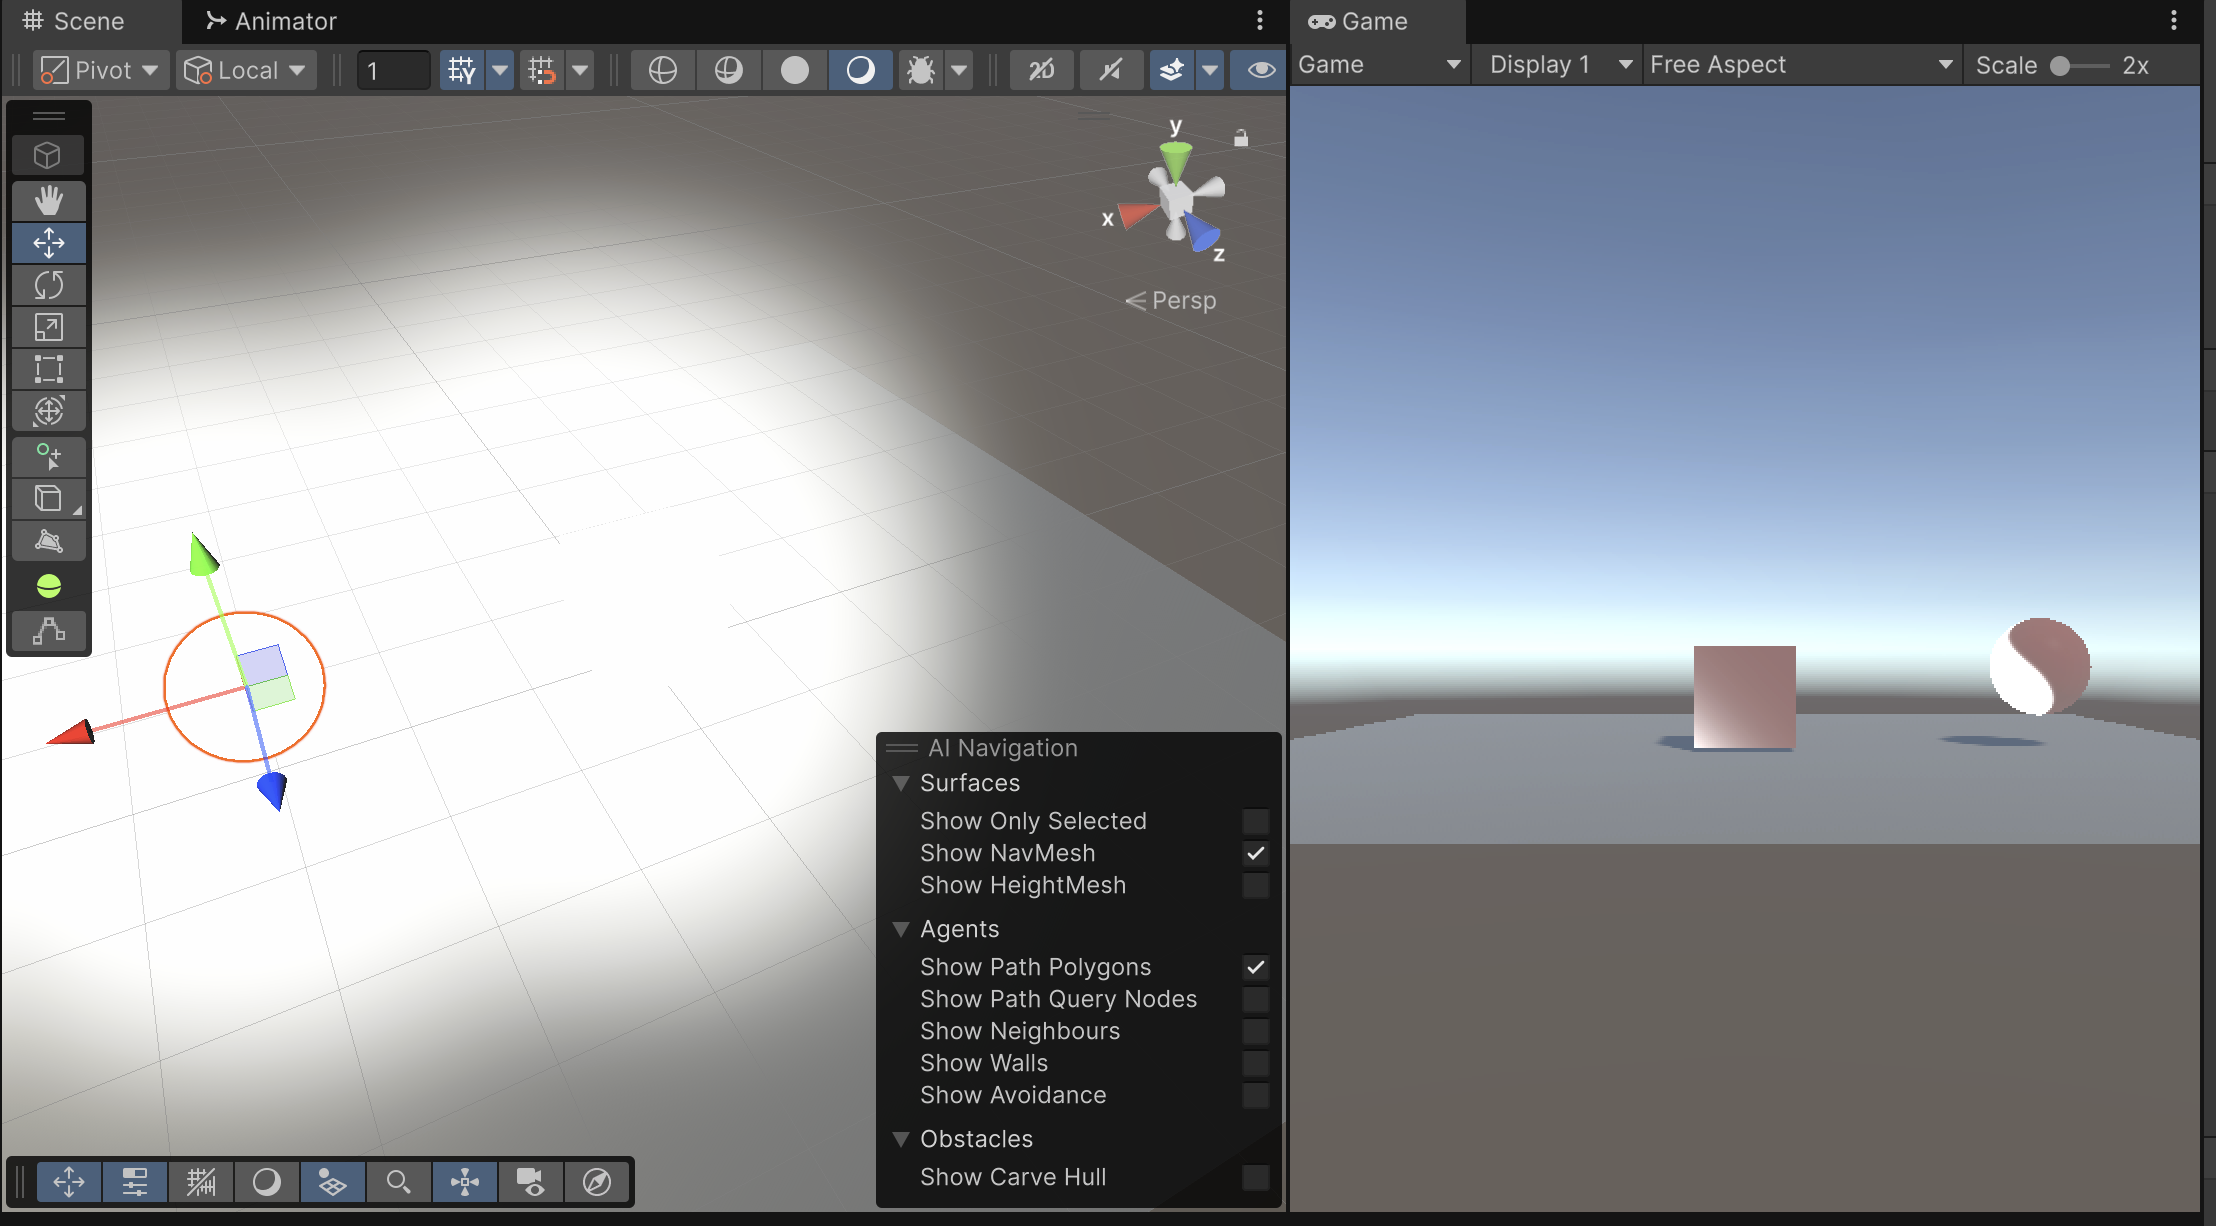 Scene
Animator
Game
Pivot
Local
1
2D
Game
Display 1
Free Aspect
Scale
2x
y
x
z
Persp
AI Navigation
Surfaces
Show Only Selected
Show NavMesh
Show HeightMesh
Agents
Show Path Polygons
Show Path Query Nodes
Show Neighbours
Show Walls
Show Avoidance
Obstacles
Show Carve Hull